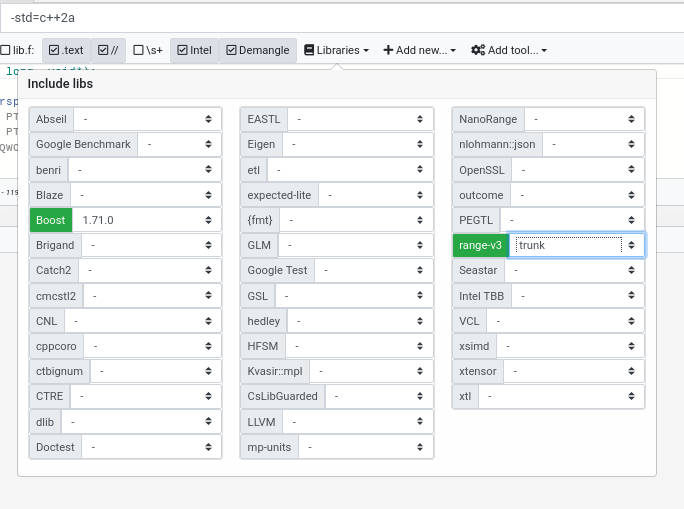 -std=c++2a
lib.f: .text // \s+ Intel Demangle Libraries Add new... Add tool...
Include libs
Abseil -
Google Benchmark -
benri -
Blaze -
Boost 1.71.0
Brigand -
Catch2 -
cmcstl2 -
CNL -
cppcoro -
ctbignum -
CTRE -
dlib -
Doctest -
EASTL -
Eigen -
etl -
expected-lite -
{fmt} -
GLM -
Google Test -
GSL -
hedley -
HFSM -
Kvasir::mpl -
CsLibGuarded -
LLVM -
mp-units -
NanoRange -
nlohmann::json -
OpenSSL -
outcome -
PEGTL -
range-v3 trunk
Seastar -
Intel TBB -
VCL -
xsimd -
xtensor -
xtl -